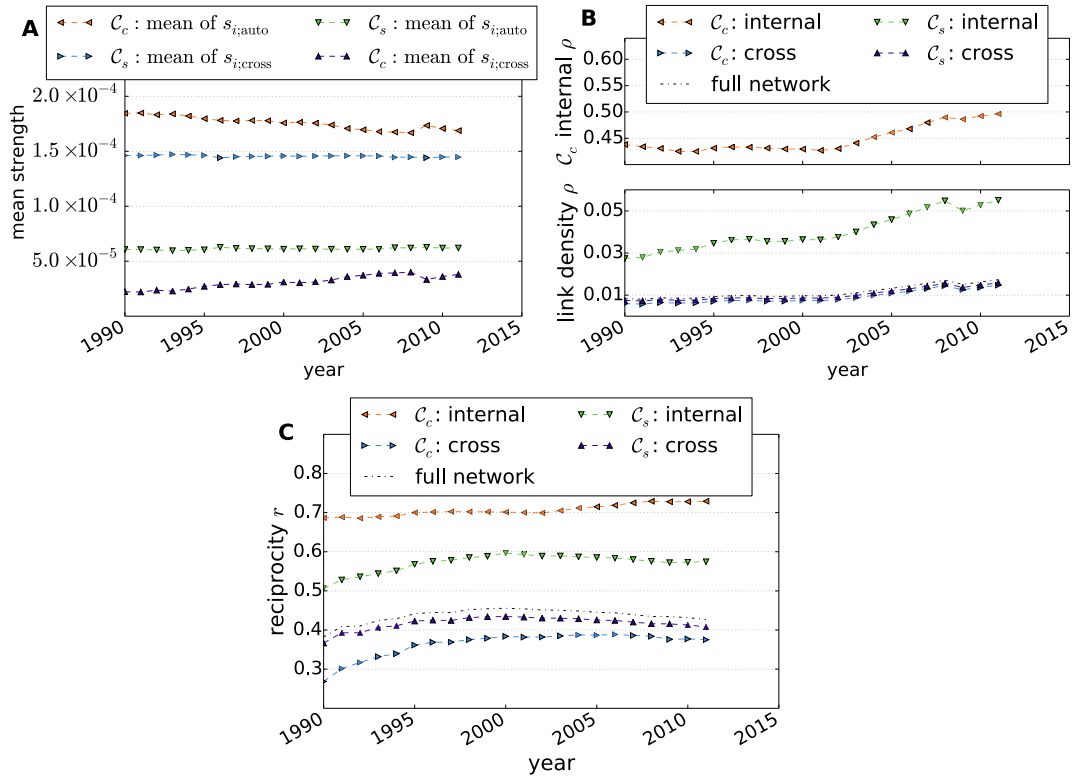 A
𝒞c : mean of si;auto
𝒞s : mean of si;auto
𝒞s : mean of si;cross
𝒞c : mean of si;cross
mean strength
2.0 ×10−4
1.5 ×10−4
1.0 ×10−4
5.0 ×10−5
1990 1995 2000 2005 2010 2015
year
B
𝒞c: internal
𝒞s: internal
𝒞c: cross
𝒞s: cross
full network
𝒞c internal ρ
0.60
0.55
0.50
0.45
link density ρ
0.05
0.03
0.01
1990 1995 2000 2005 2010 2015
year
C
𝒞c: internal
𝒞s: internal
𝒞c: cross
𝒞s: cross
full network
reciprocity r
0.8
0.7
0.6
0.5
0.4
0.3
1990 1995 2000 2005 2010 2015
year